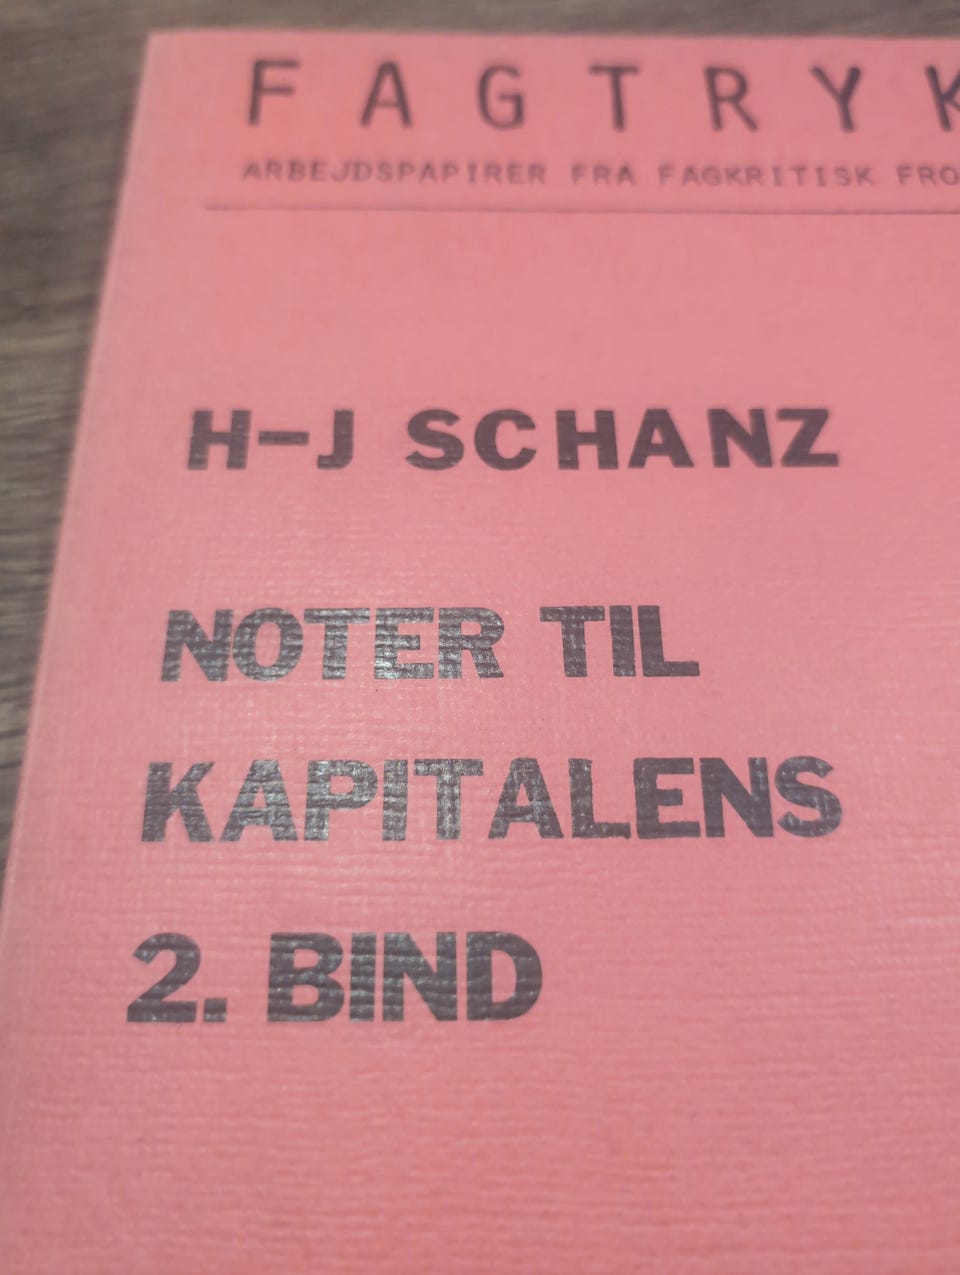 FAGTRYK
ARBEJDSPAPIRER FRA FAGKRITISK FRO
H-J SCHANZ
NOTER TIL
KAPITALENS
2. BIND